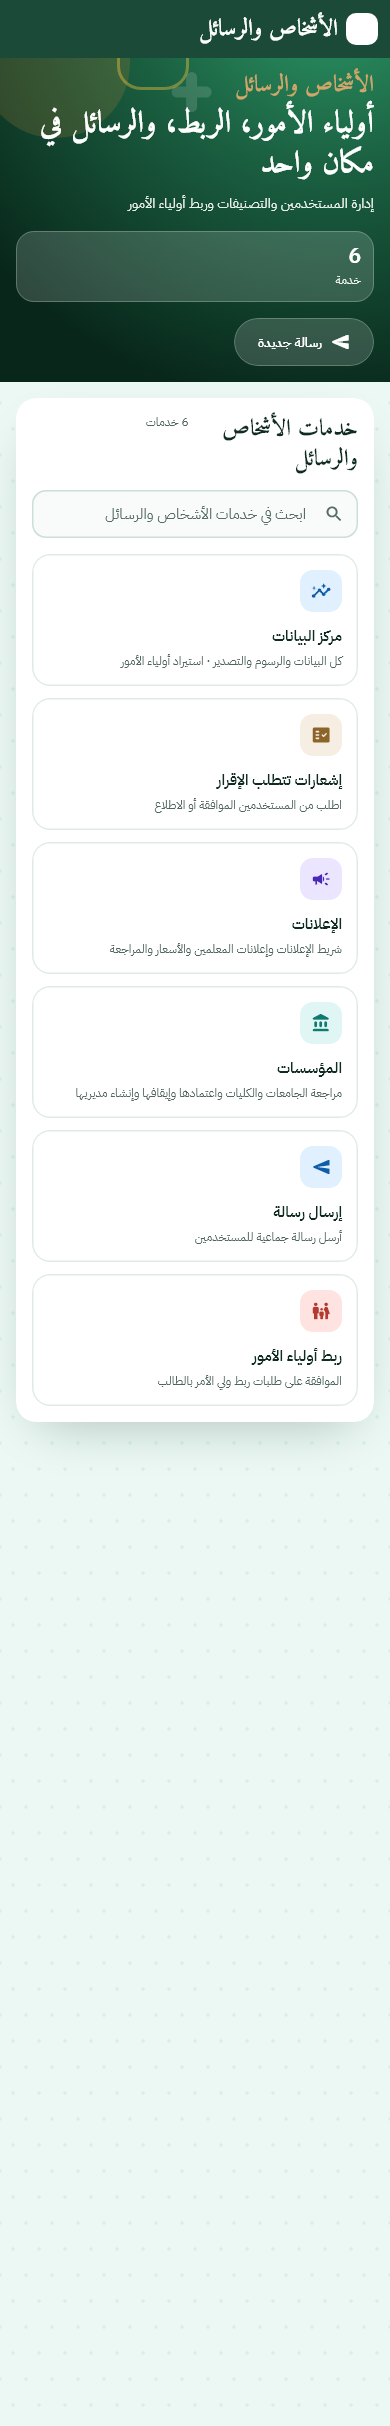 الأشخاص والرسائل
الأشخاص والرسائل
أولياء الأمور، الربط، والرسائل في
مكان واحد
إدارة المستخدمين والتصنيفات وربط أولياء الأمور
6
خدمة
رسالة جديدة
خدمات الأشخاص
والرسائل
6 خدمات
ابحث في خدمات الأشخاص والرسائل
مركز البيانات
كل البيانات والرسوم والتصدير · استيراد أولياء الأمور
إشعارات تتطلب الإقرار
اطلب من المستخدمين الموافقة أو الاطلاع
الإعلانات
شريط الإعلانات وإعلانات المعلمين والأسعار والمراجعة
المؤسسات
مراجعة الجامعات والكليات واعتمادها وإيقافها وإنشاء مديريها
إرسال رسالة
أرسل رسالة جماعية للمستخدمين
ربط أولياء الأمور
الموافقة على طلبات ربط ولي الأمر بالطالب